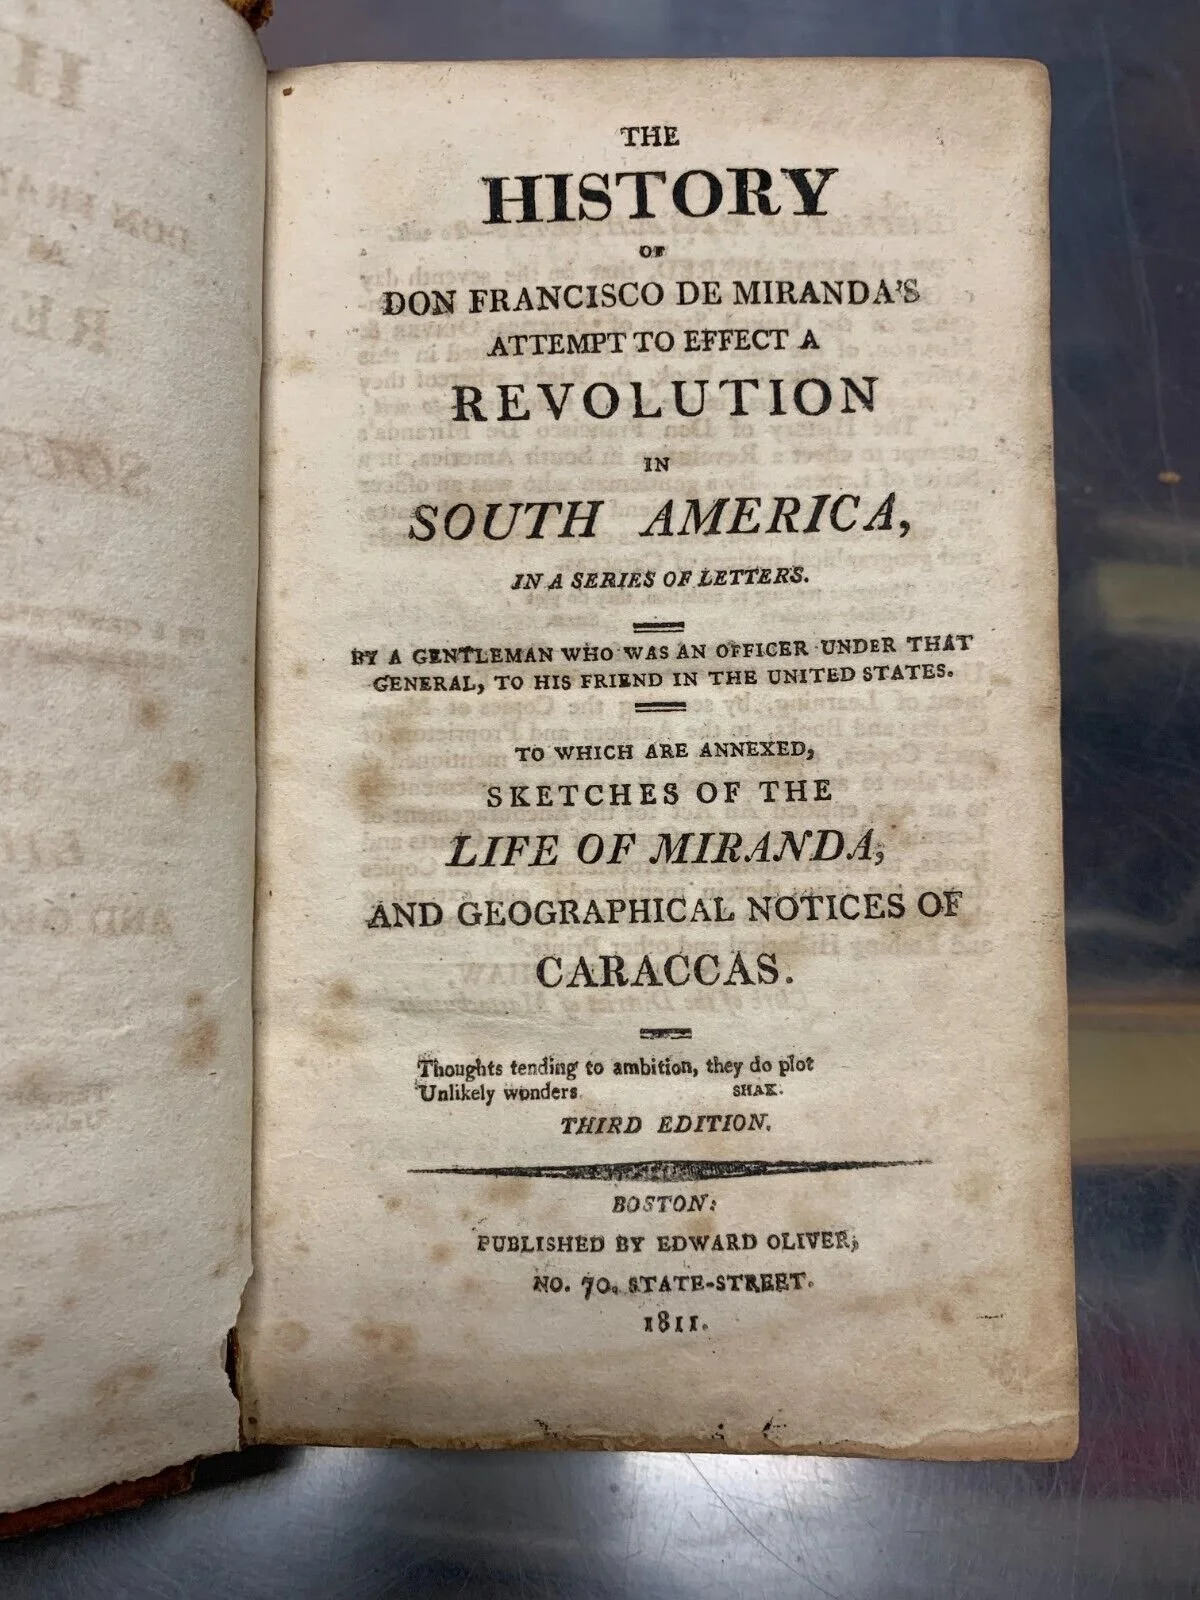 THE
HISTORY
OF
DON FRANCISCO DE MIRANDA'S
ATTEMPT TO EFFECT A
REVOLUTION
IN
SOUTH AMERICA,
IN A SERIES OF LETTERS.
BY A GENTLEMAN WHO WAS AN OFFICER UNDER THAT
GENERAL, TO HIS FRIEND IN THE UNITED STATES.
TO WHICH ARE ANNEXED,
SKETCHES OF THE
LIFE OF MIRANDA,
AND GEOGRAPHICAL NOTICES OF
CARACCAS.
Thoughts tending to ambition, they do plot
Unlikely wonders SHAK.
THIRD EDITION.
BOSTON:
PUBLISHED BY EDWARD OLIVER,
NO. 70, STATE-STREET.
1811.